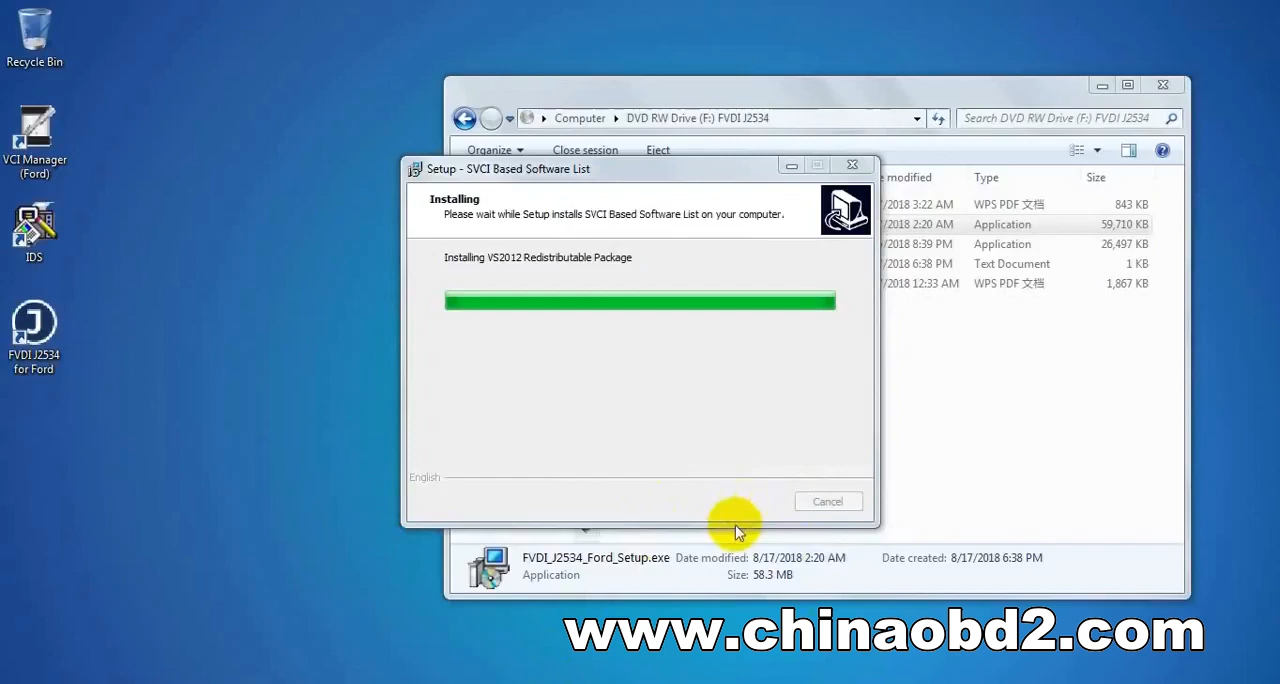 Recycle Bin
VCI Manager
(Ford)
IDS
FVDI J2534
for Ford
Computer DVD RW Drive (F:) FVDI J2534
Search DVD RW Drive (F:) FVDI J2534
Organize Close session Eject
e modified Type Size
/2018 3:22 AM WPS PDF 文档 843 KB
/2018 2:20 AM Application 59,710 KB
/2018 8:39 PM Application 26,497 KB
/2018 6:38 PM Text Document 1 KB
7/2018 12:33 AM WPS PDF 文档 1,867 KB
Setup - SVCI Based Software List
Installing
Please wait while Setup installs SVCI Based Software List on your computer.
Installing VS2012 Redistributable Package
English
Cancel
FVDI_J2534_Ford_Setup.exe Date modified: 8/17/2018 2:20 AM Date created: 8/17/2018 6:38 PM
Application Size: 58.3 MB
www.chinaobd2.com